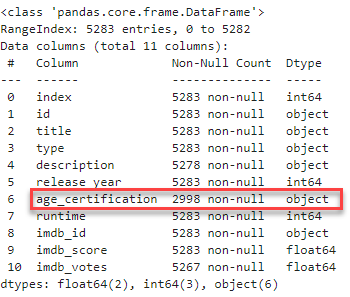 <class 'pandas.core.frame.DataFrame'>
RangeIndex: 5283 entries, 0 to 5282
Data columns (total 11 columns):
 #   Column             Non-Null Count  Dtype
---  ------             --------------  -----
 0   index              5283 non-null   int64
 1   id                 5283 non-null   object
 2   title              5283 non-null   object
 3   type               5283 non-null   object
 4   description        5278 non-null   object
 5   release_year       5283 non-null   int64
 6   age_certification  2998 non-null   object
 7   runtime            5283 non-null   int64
 8   imdb_id            5283 non-null   object
 9   imdb_score         5283 non-null   float64
 10  imdb_votes         5267 non-null   float64
dtypes: float64(2), int64(3), object(6)